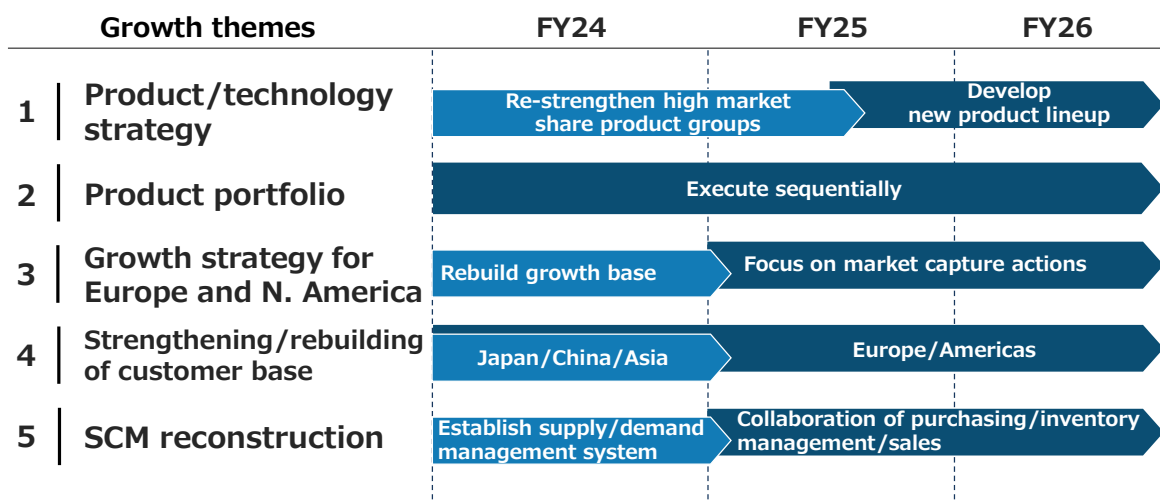 Growth themes FY24 FY25 FY26
1 Product/technology
strategy
Re-strengthen high market
share product groups
Develop
new product lineup
2 Product portfolio
Execute sequentially
3 Growth strategy for
Europe and N. America
Rebuild growth base
Focus on market capture actions
4 Strengthening/rebuilding
of customer base
Japan/China/Asia
Europe/Americas
5 SCM reconstruction
Establish supply/demand
management system
Collaboration of purchasing/inventory
management/sales